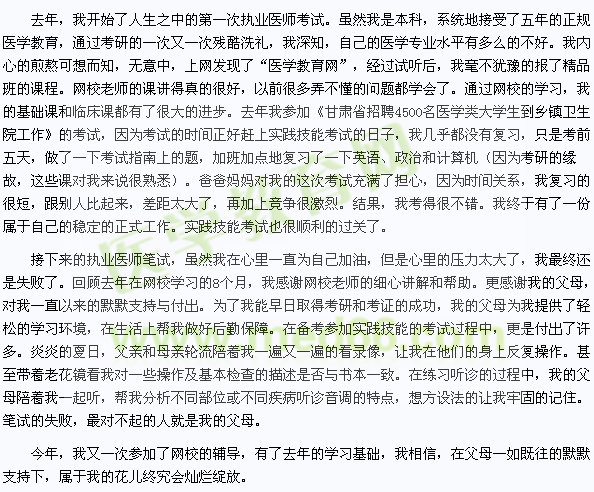 去年，我开始了人生之中的第一次执业医师考试。虽然我是本科，系统地接受了五年的正规
医学教育，通过考研的一次又一次残酷洗礼，我深知，自己的医学专业水平有多么的不好。我内
心的煎熬可想而知，无意中，上网发现了“医学教育网”，经过试听后，我毫不犹豫的报了精品
班的课程。网校老师的课讲得真的很好，以前很多弄不懂的问题都学会了。通过网校的学习，我
的基础课和临床课都有了很大的进步。去年我参加《甘肃省招聘4500名医学类大学生到乡镇卫生
院工作》的考试，因为考试的时间正好赶上实践技能考试的日子，我几乎都没有复习，只是考前
五天，做了一下考试指南上的题，加班加点地复习了一下英语、政治和计算机（因为考研的缘
故，这些课对我来说很熟悉）。爸爸妈妈对我的这次考试充满了担心，因为时间关系，我复习的
很短，跟别人比起来，差距太大了，再加上竞争很激烈。结果，我考得很不错。我终于有了一份
属于自己的稳定的正式工作。实践技能考试也很顺利的过关了。
接下来的执业医师笔试，虽然我在心里一直为自己加油，但是心里的压力太大了，我最终还
是失败了。回顾去年在网校学习的8个月，我感谢网校老师的细心讲解和帮助。更感谢我的父母，
对我一直以来的默默支持与付出。为了我能早日取得考研和考证的成功，我的父母为我提供了轻
松的学习环境，在生活上帮我做好后勤保障。在备考参加实践技能的考试过程中，更是付出了许
多。炎炎的夏日，父亲和母亲轮流陪着我一遍又一遍的看录像，让我在他们的身上反复操作。甚
至带着老花镜看我对一些操作及基本检查的描述是否与书本一致。在练习听诊的过程中，我的父
母陪着我一起听，帮我分析不同部位或不同疾病听诊音调的特点，想方设法的让我牢固的记住。
笔试的失败，最对不起的人就是我的父母。
今年，我又一次参加了网校的辅导，有了去年的学习基础，我相信，在父母一如既往的默默
支持下，属于我的花儿终究会灿烂绽放。
医学教育网
www.med66.com